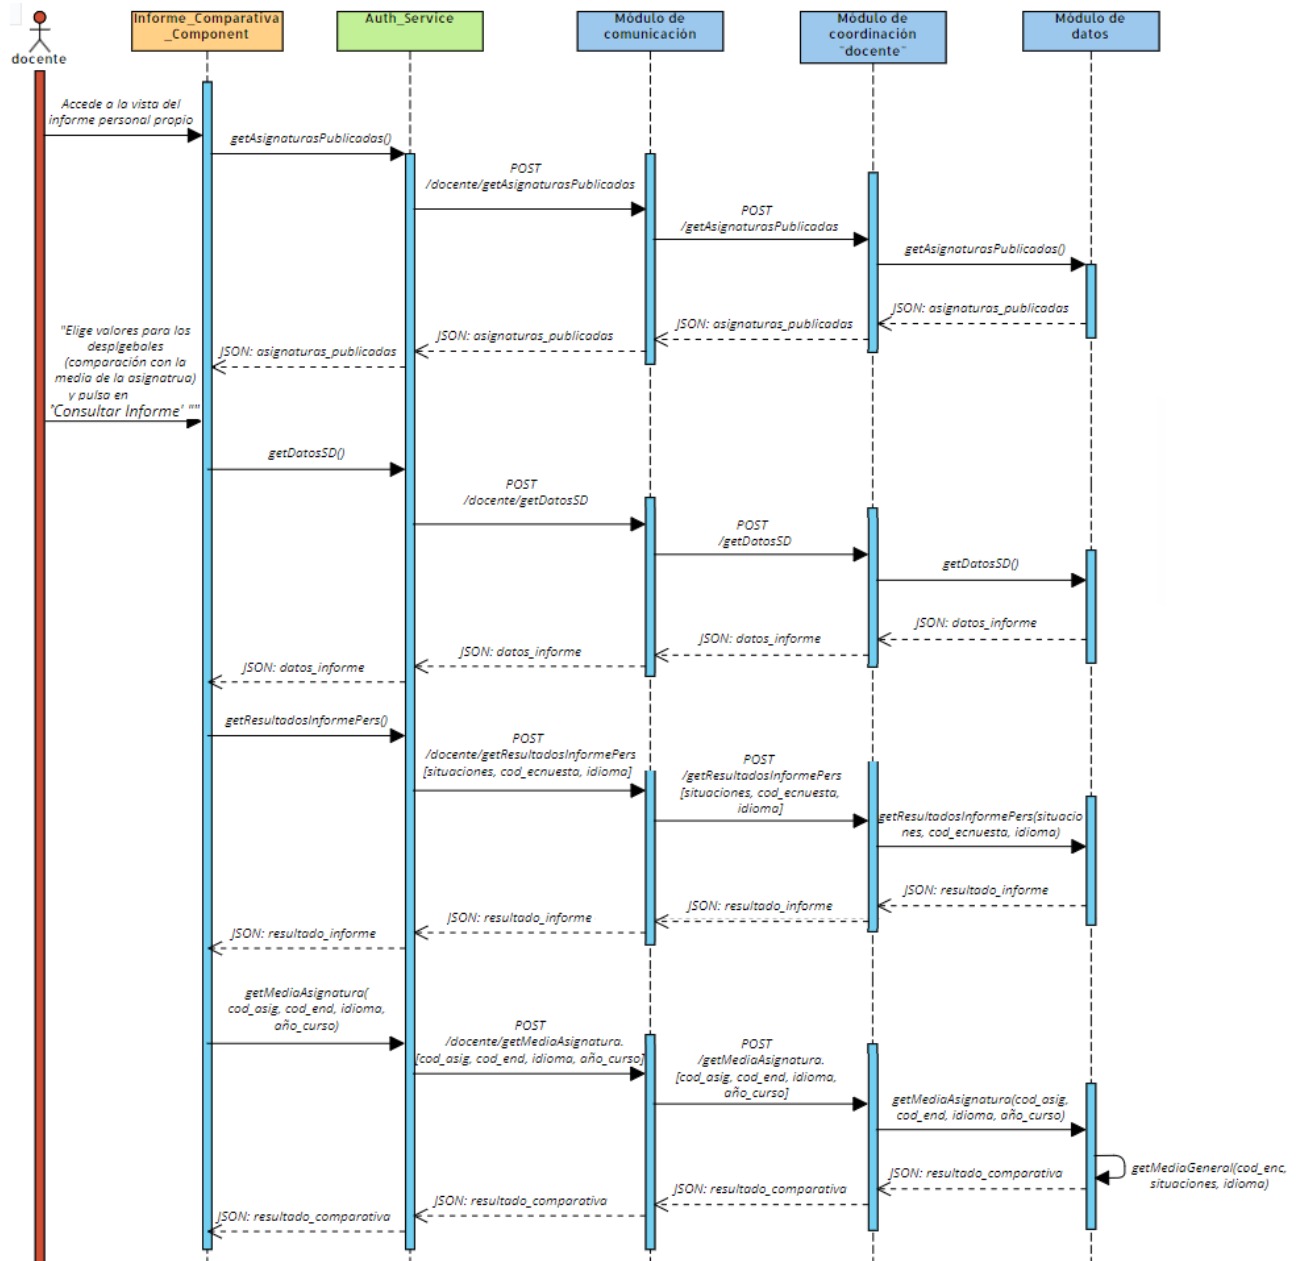 docente
Informe_Comparativa
_Component
Auth_Service
Módulo de
comunicación
Módulo de
coordinación
"docente"
Módulo de
datos
Accede a la vista del
informe personal propio
getAsignaturasPublicadas()
POST
/docente/getAsignaturasPublicadas
POST
/getAsignaturasPublicadas
getAsignaturasPublicadas()
JSON: asignaturas_publicadas
JSON: asignaturas_publicadas
JSON: asignaturas_publicadas
JSON: asignaturas_publicadas
"Elige valores para los
desplgebales
(comparación con la
media de la asignatrua)
y pulsa en
'Consultar Informe' ""
getDatosSD()
POST
/docente/getDatosSD
POST
/getDatosSD
getDatosSD()
JSON: datos_informe
JSON: datos_informe
JSON: datos_informe
JSON: datos_informe
getResultadosInformePers()
POST
/docente/getResultadosInformePers
[situaciones, cod_ecnuesta, idioma]
POST
/getResultadosInformePers
[situaciones, cod_ecnuesta,
idioma]
getResultadosInformePers(situacio
nes, cod_ecnuesta, idioma)
JSON: resultado_informe
JSON: resultado_informe
JSON: resultado_informe
JSON: resultado_informe
getMediaAsignatura(
cod_asig, cod_end, idioma,
año_curso)
POST
/docente/getMediaAsignatura.
[cod_asig, cod_end, idioma, año_curso]
POST
/getMediaAsignatura.
[cod_asig, cod_end, idioma,
año_curso]
getMediaAsignatura(cod_asig,
cod_end, idioma, año_curso)
getMediaGeneral(cod_enc,
situaciones, idioma)
JSON: resultado_comparativa
JSON: resultado_comparativa
JSON: resultado_comparativa
JSON: resultado_comparativa